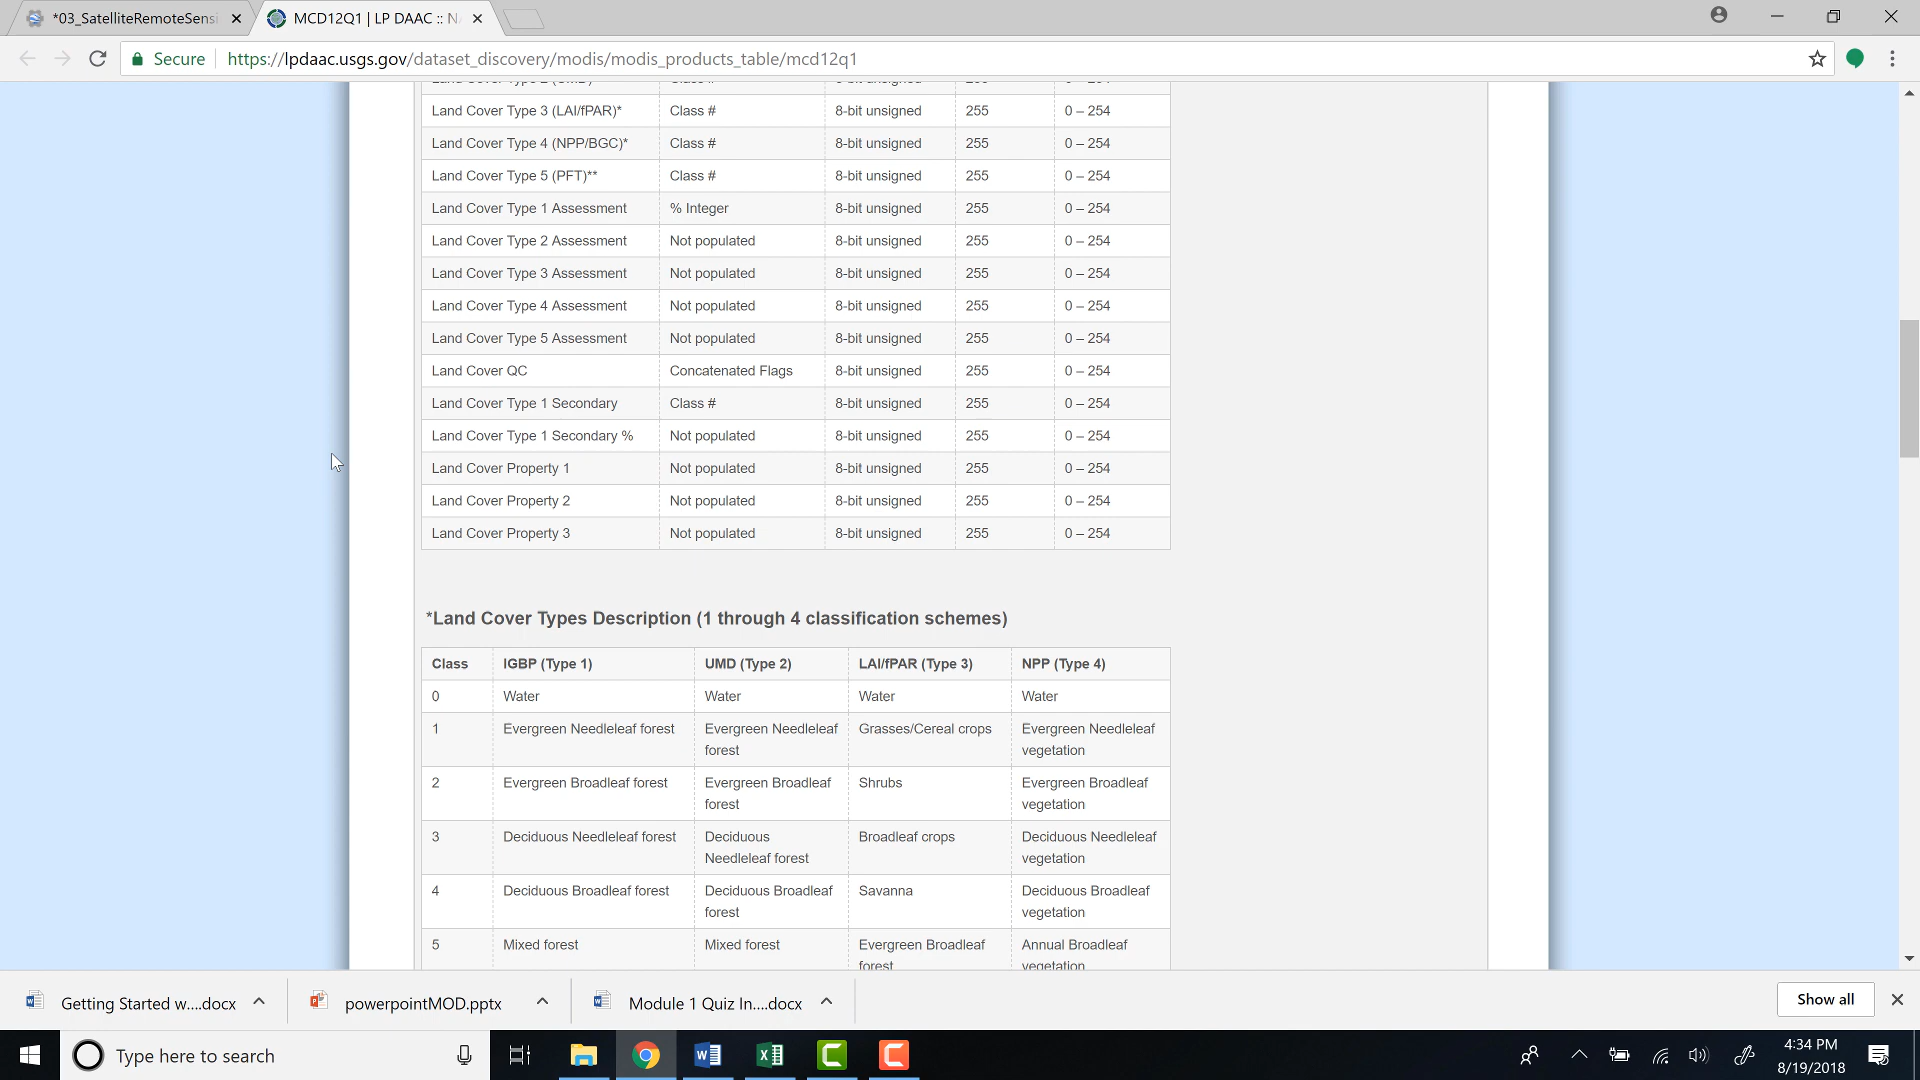 *03_SatelliteRemoteSensi
MCD12Q1 | LP DAAC :: N
Secure
https://lpdaac.usgs.gov/dataset_discovery/modis/modis_products_table/mcd12q1
Land Cover Type 3 (LAI/fPAR)* Class # 8-bit unsigned 255 0 – 254
Land Cover Type 4 (NPP/BGC)* Class # 8-bit unsigned 255 0 – 254
Land Cover Type 5 (PFT)** Class # 8-bit unsigned 255 0 – 254
Land Cover Type 1 Assessment % Integer 8-bit unsigned 255 0 – 254
Land Cover Type 2 Assessment Not populated 8-bit unsigned 255 0 – 254
Land Cover Type 3 Assessment Not populated 8-bit unsigned 255 0 – 254
Land Cover Type 4 Assessment Not populated 8-bit unsigned 255 0 – 254
Land Cover Type 5 Assessment Not populated 8-bit unsigned 255 0 – 254
Land Cover QC Concatenated Flags 8-bit unsigned 255 0 – 254
Land Cover Type 1 Secondary Class # 8-bit unsigned 255 0 – 254
Land Cover Type 1 Secondary % Not populated 8-bit unsigned 255 0 – 254
Land Cover Property 1 Not populated 8-bit unsigned 255 0 – 254
Land Cover Property 2 Not populated 8-bit unsigned 255 0 – 254
Land Cover Property 3 Not populated 8-bit unsigned 255 0 – 254
*Land Cover Types Description (1 through 4 classification schemes)
Class IGBP (Type 1) UMD (Type 2) LAI/fPAR (Type 3) NPP (Type 4)
0 Water Water Water Water
1 Evergreen Needleleaf forest Evergreen Needleleaf Grasses/Cereal crops Evergreen Needleleaf
forest vegetation
2 Evergreen Broadleaf forest Evergreen Broadleaf Shrubs Evergreen Broadleaf
forest vegetation
3 Deciduous Needleleaf forest Deciduous Broadleaf crops Deciduous Needleleaf
Needleleaf forest vegetation
4 Deciduous Broadleaf forest Deciduous Broadleaf Savanna Deciduous Broadleaf
forest vegetation
5 Mixed forest Mixed forest Evergreen Broadleaf Annual Broadleaf
forest vegetation
Getting Started w....docx
powerpointMOD.pptx
Module 1 Quiz In....docx
Show all
Type here to search
4:34 PM
8/19/2018